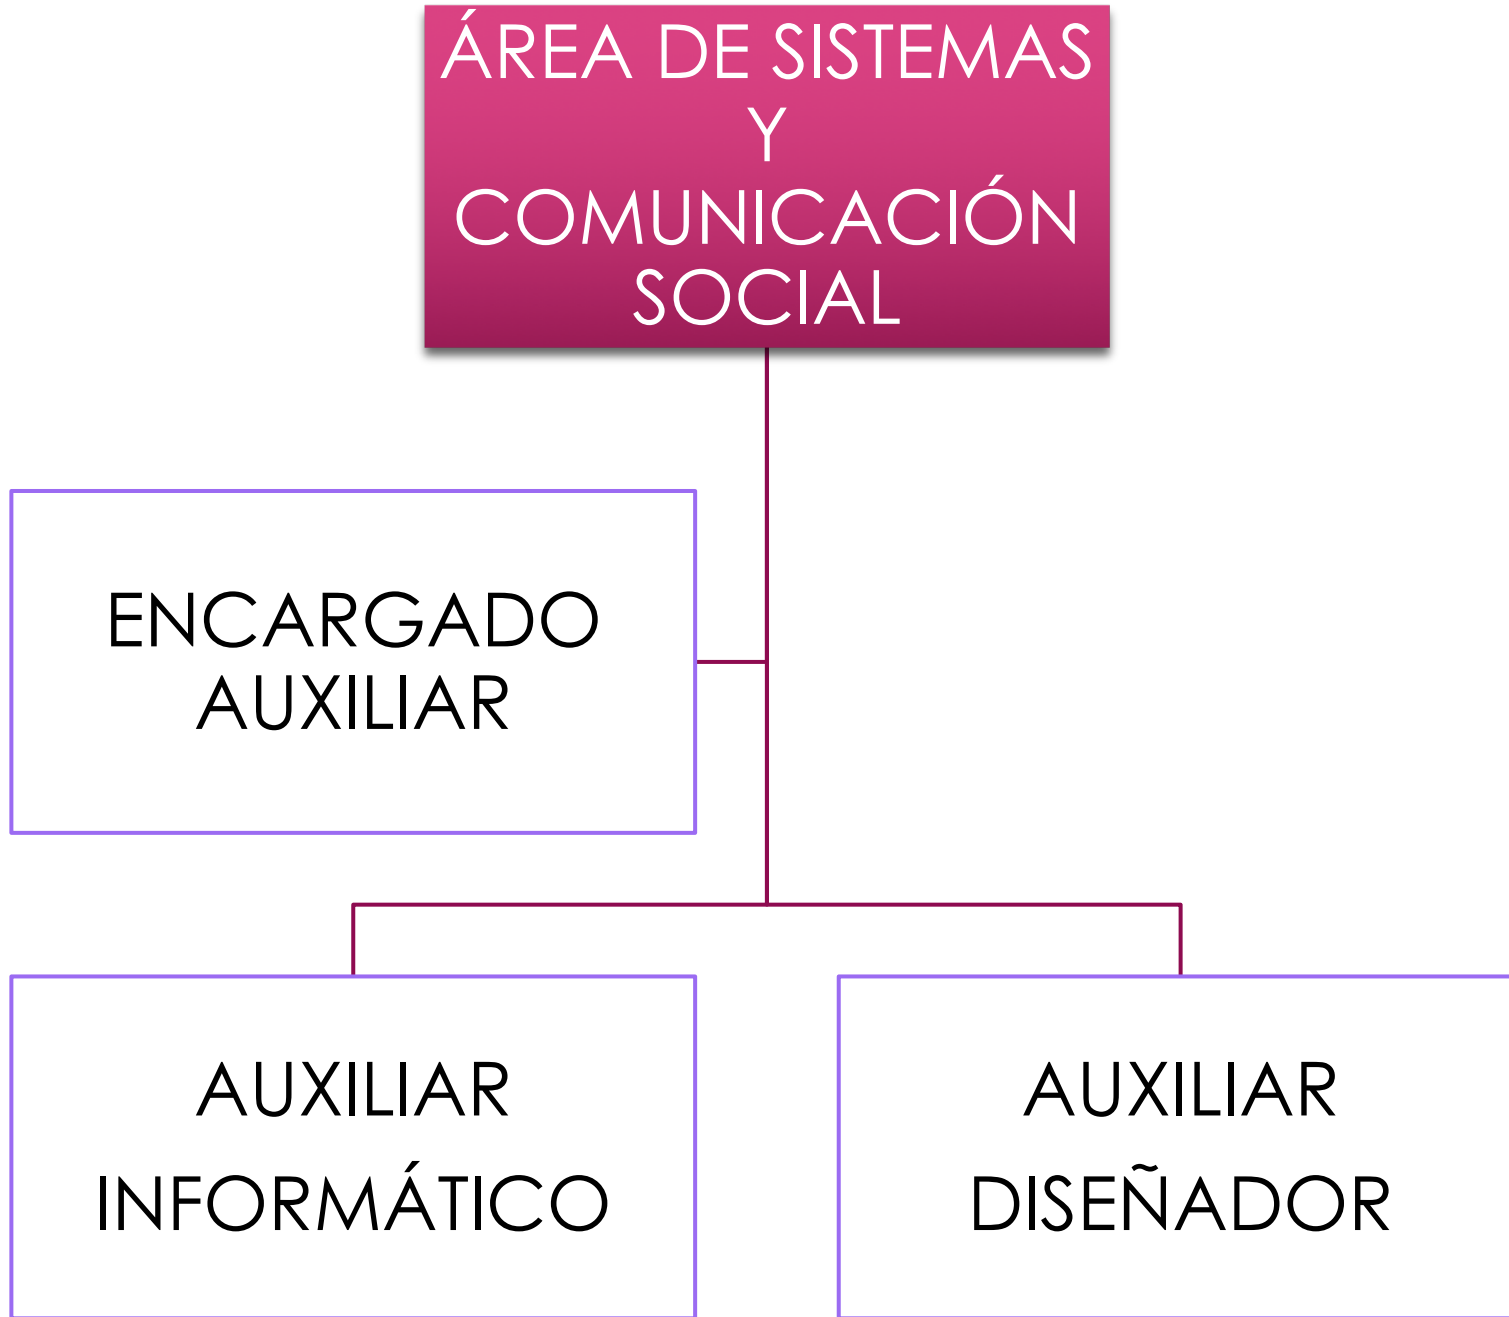 ÁREA DE SISTEMAS
Y
COMUNICACIÓN
SOCIAL
ENCARGADO
AUXILIAR
AUXILIAR
INFORMÁTICO
AUXILIAR
DISEÑADOR